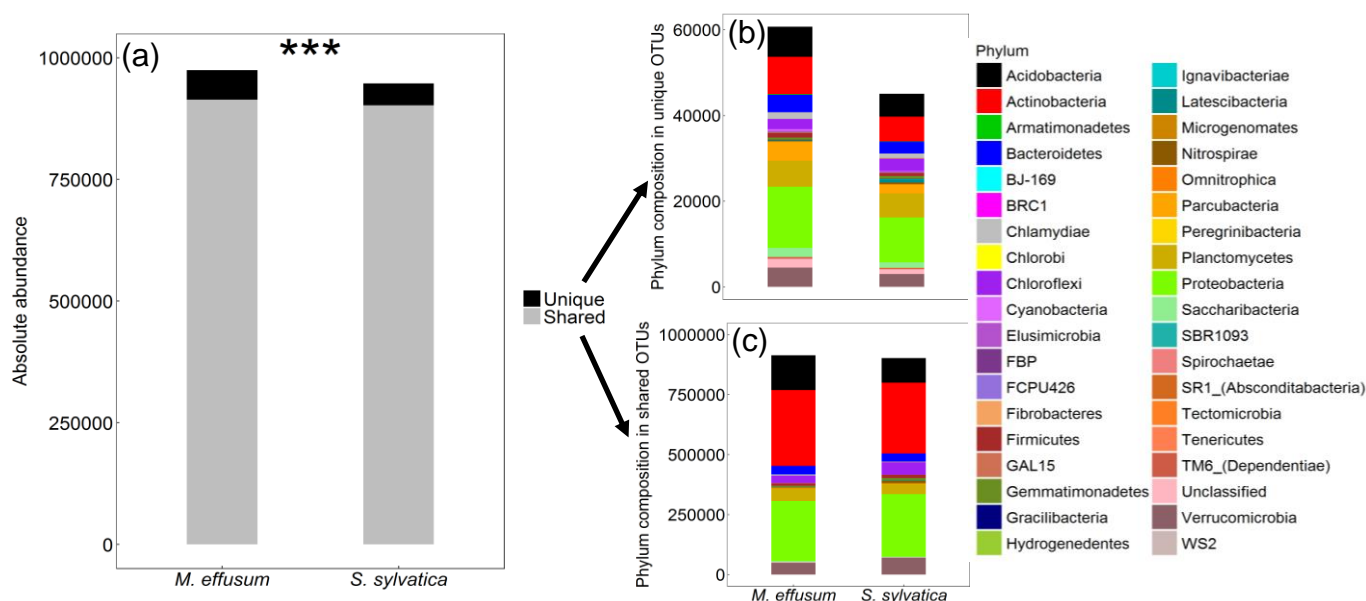 (a)
***
Absolute abundance
1000000
750000
500000
250000
0
M. effusum
S. sylvatica
Unique
Shared
(b)
Phylum composition in unique OTUs
60000
40000
20000
0
(c)
Phylum composition in shared OTUs
1000000
750000
500000
250000
0
M. effusum
S. sylvatica
Phylum
Acidobacteria
Actinobacteria
Armatimonadetes
Bacteroidetes
BJ-169
BRC1
Chlamydiae
Chlorobi
Chloroflexi
Cyanobacteria
Elusimicrobia
FBP
FCPU426
Fibrobacteres
Firmicutes
GAL15
Gemmatimonadetes
Gracilibacteria
Hydrogenedentes
Ignavibacteriae
Latescibacteria
Microgenomates
Nitrospirae
Omnitrophica
Parcubacteria
Peregrinibacteria
Planctomycetes
Proteobacteria
Saccharibacteria
SBR1093
Spirochaetae
SR1_(Absconditabacteria)
Tectomicrobia
Tenericutes
TM6_(Dependentiae)
Unclassified
Verrucomicrobia
WS2